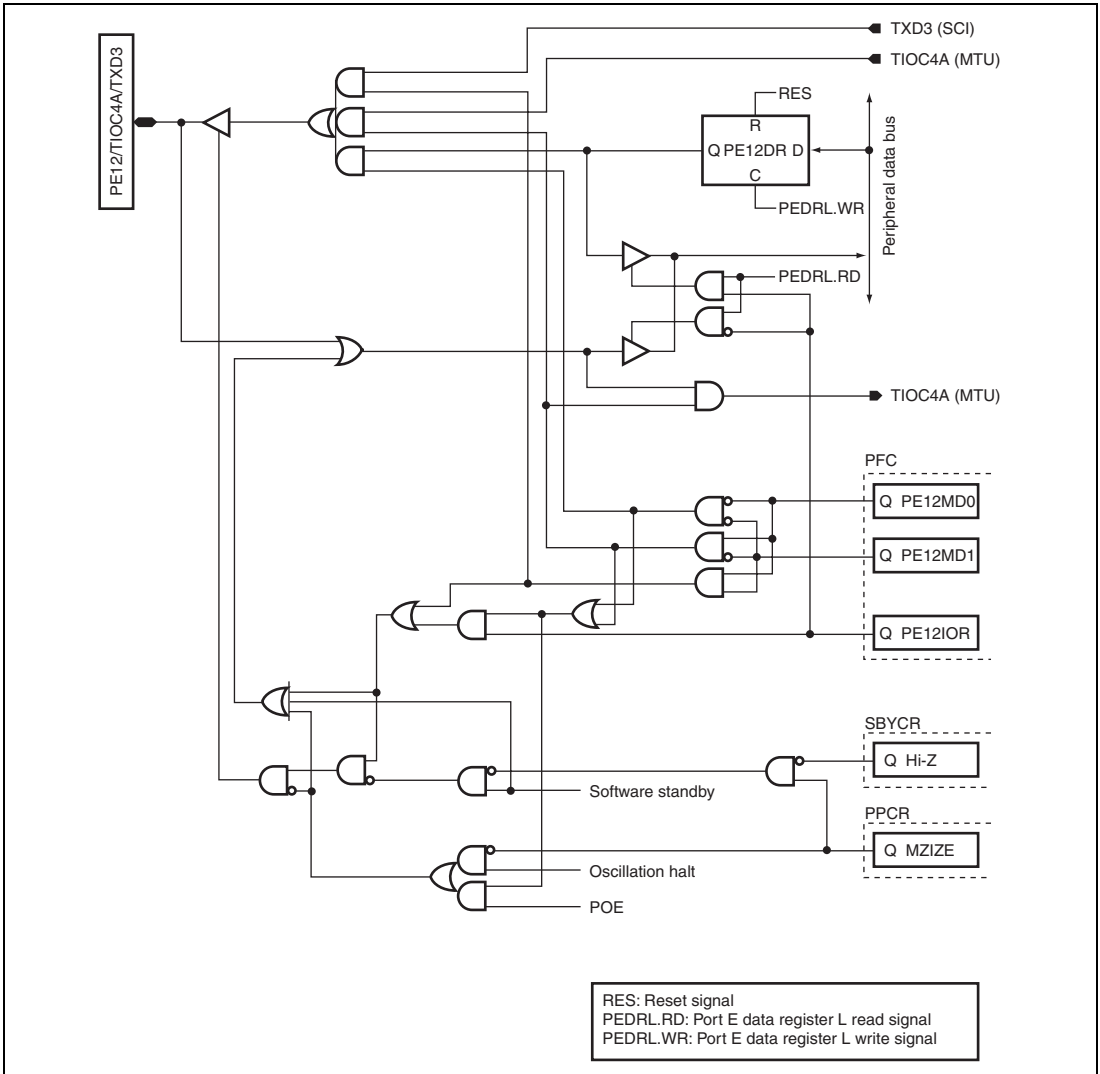 PE12/TIOC4A/TXD3
TXD3 (SCI)
TIOC4A (MTU)
RES
R
Q PE12DR D
C
PEDRL.WR
Peripheral data bus
PEDRL.RD
TIOC4A (MTU)
PFC
Q PE12MD0
Q PE12MD1
Q PE12IOR
SBYCR
Q Hi-Z
Software standby
PPCR
Q MZIZE
Oscillation halt
POE
RES: Reset signal
PEDRL.RD: Port E data register L read signal
PEDRL.WR: Port E data register L write signal